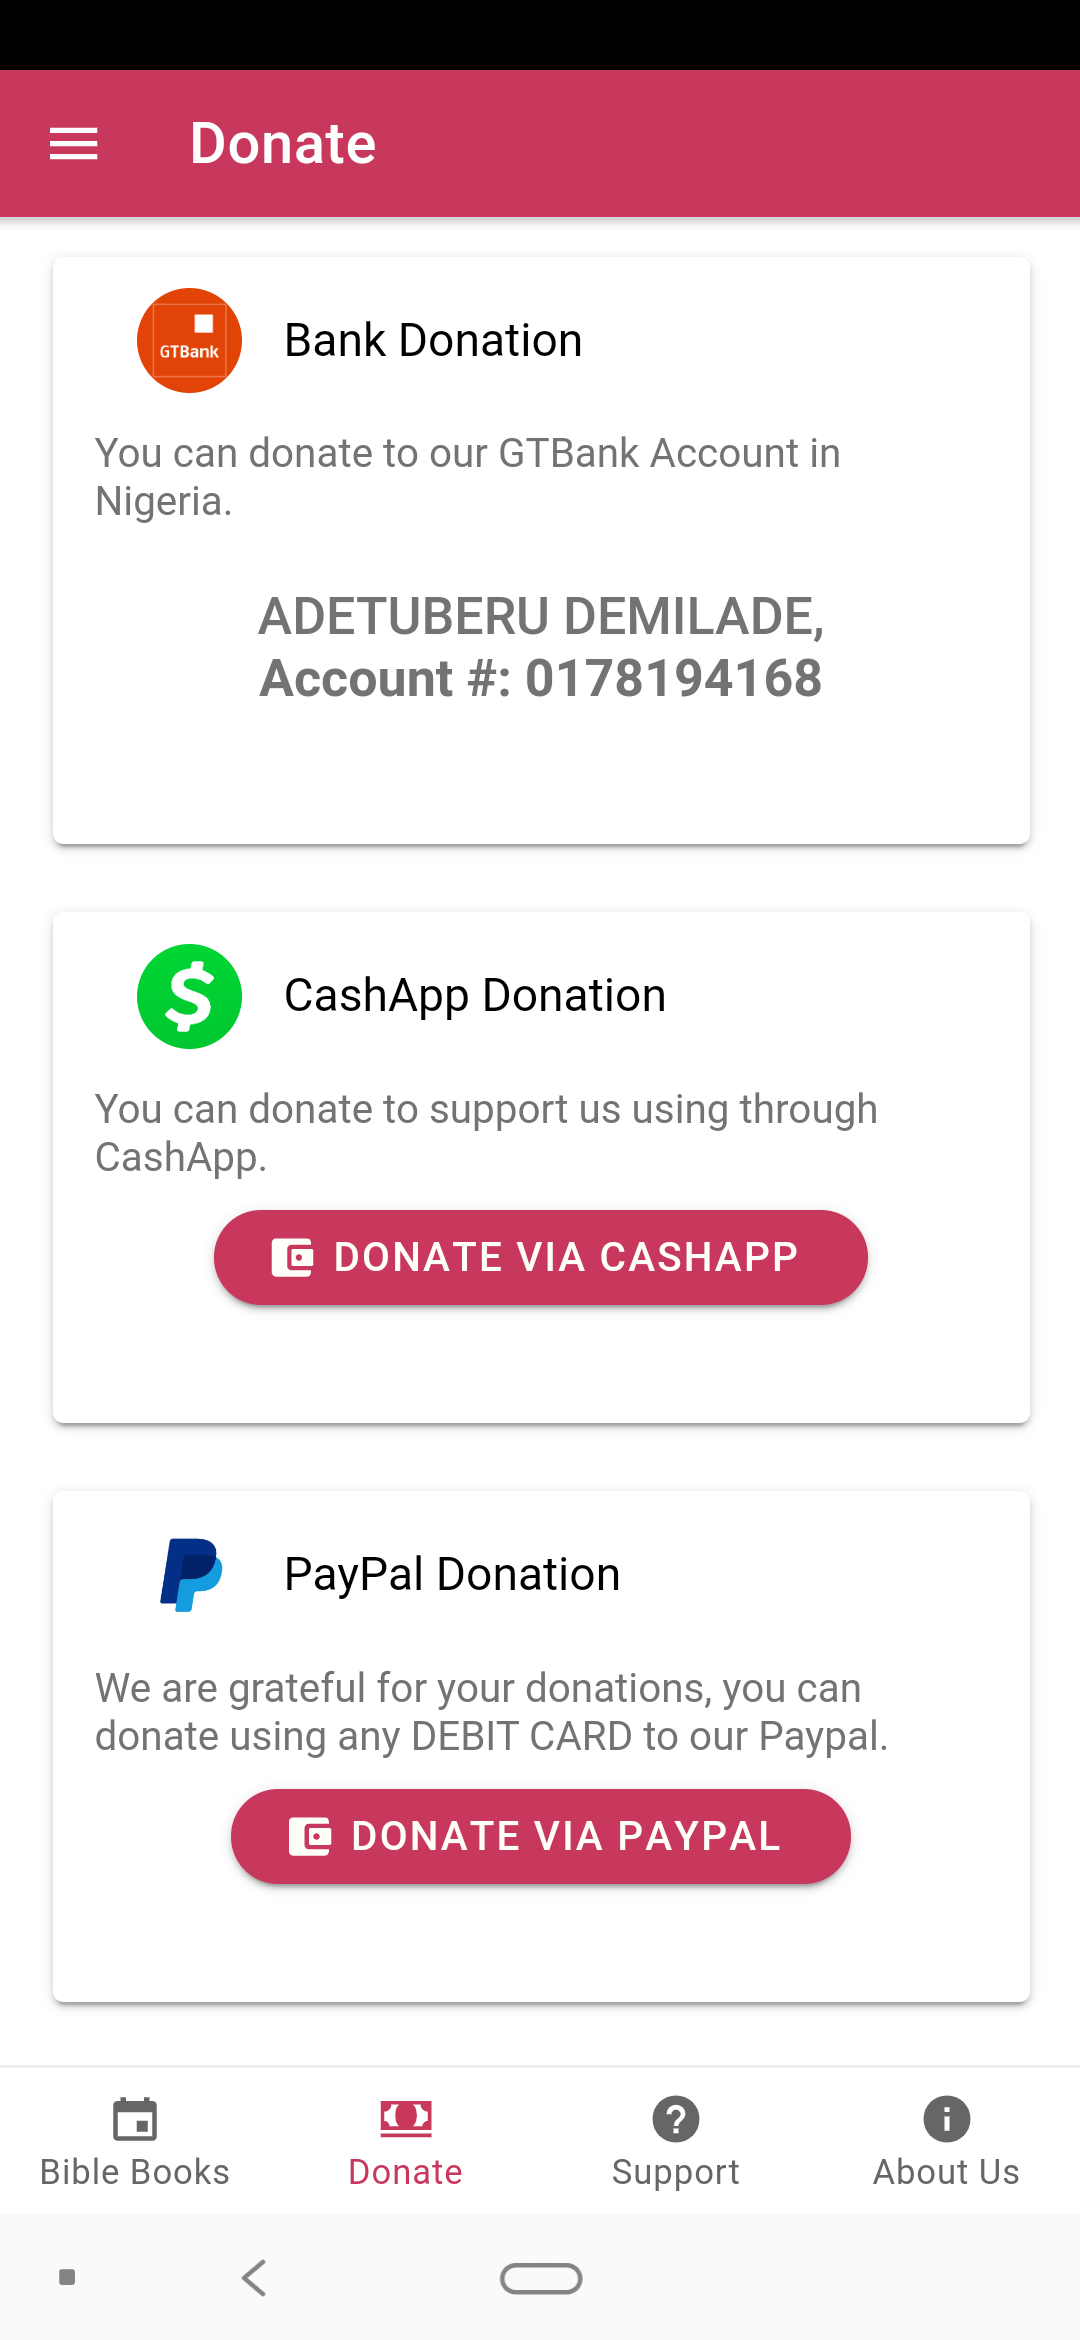 Donate
GTBank
Bank Donation
You can donate to our GTBank Account in
Nigeria.
ADETUBERU DEMILADE,
Account #: 0178194168
CashApp Donation
You can donate to support us using through
CashApp.
DONATE VIA CASHAPP
PayPal Donation
We are grateful for your donations, you can
donate using any DEBIT CARD to our Paypal.
DONATE VIA PAYPAL
Bible Books
Donate
Support
About Us